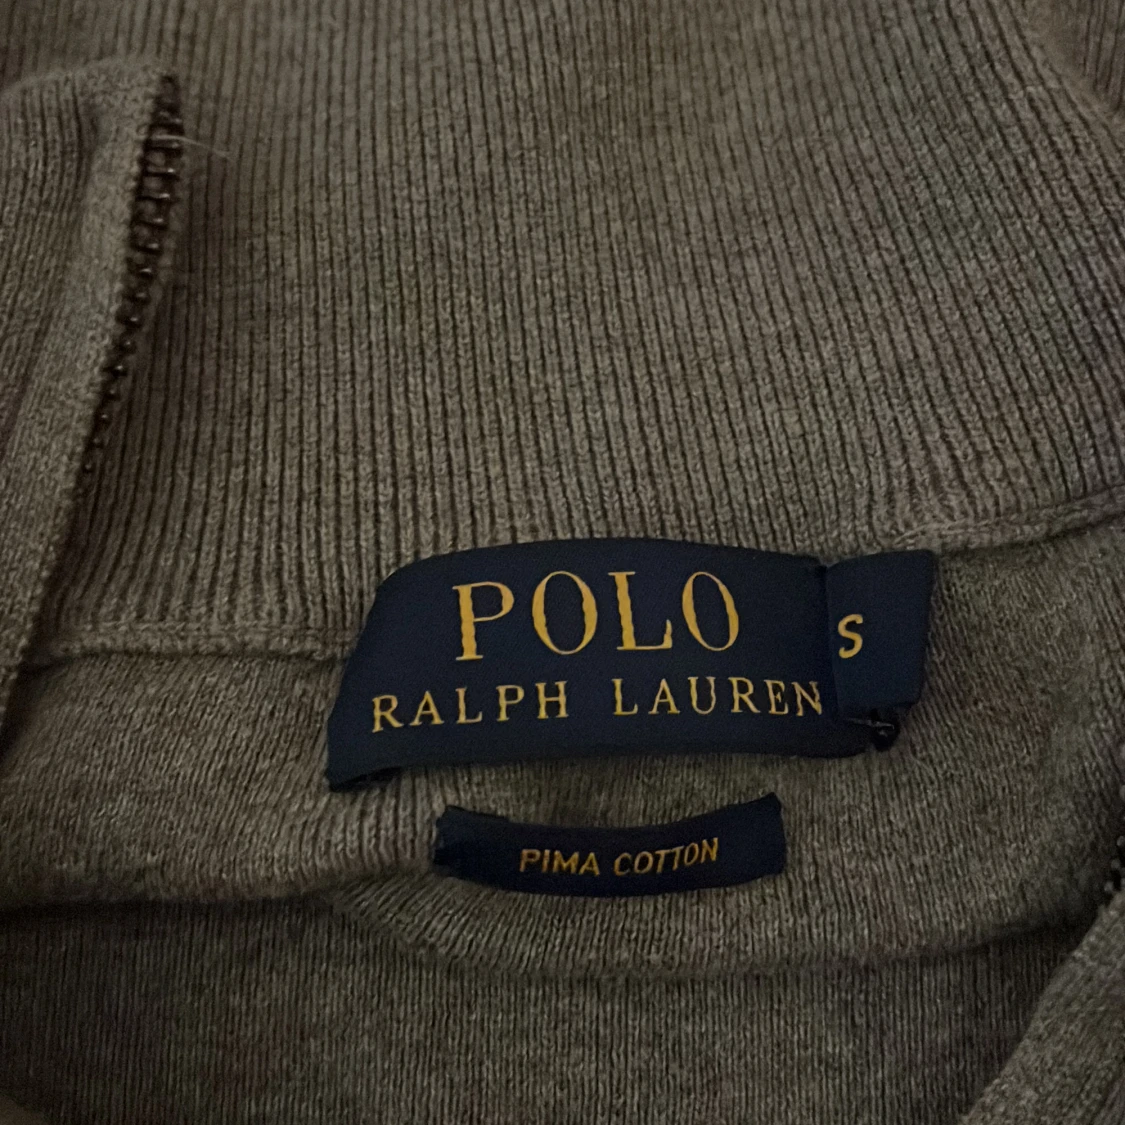 POLO
RALPH LAUREN
S
PIMA COTTON